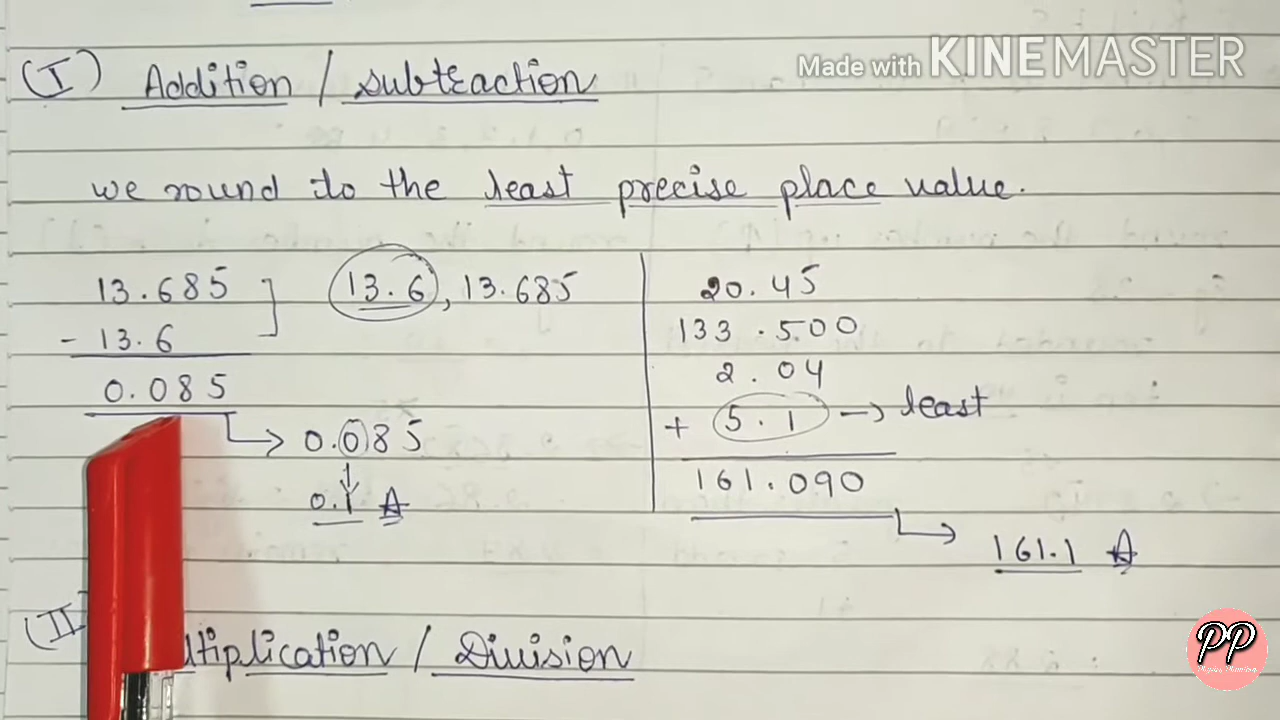 Made with KINEMASTER
(I) Addition / Subtraction
we round to the least precise place value.
13.685
- 13.6
0.085
13.6, 13.685
→ 0.085
0.1 A
20.45
133.500
2.04
+ 5.1 → least
161.090
→ 161.1 A
(II) ultiplication / Division
PP